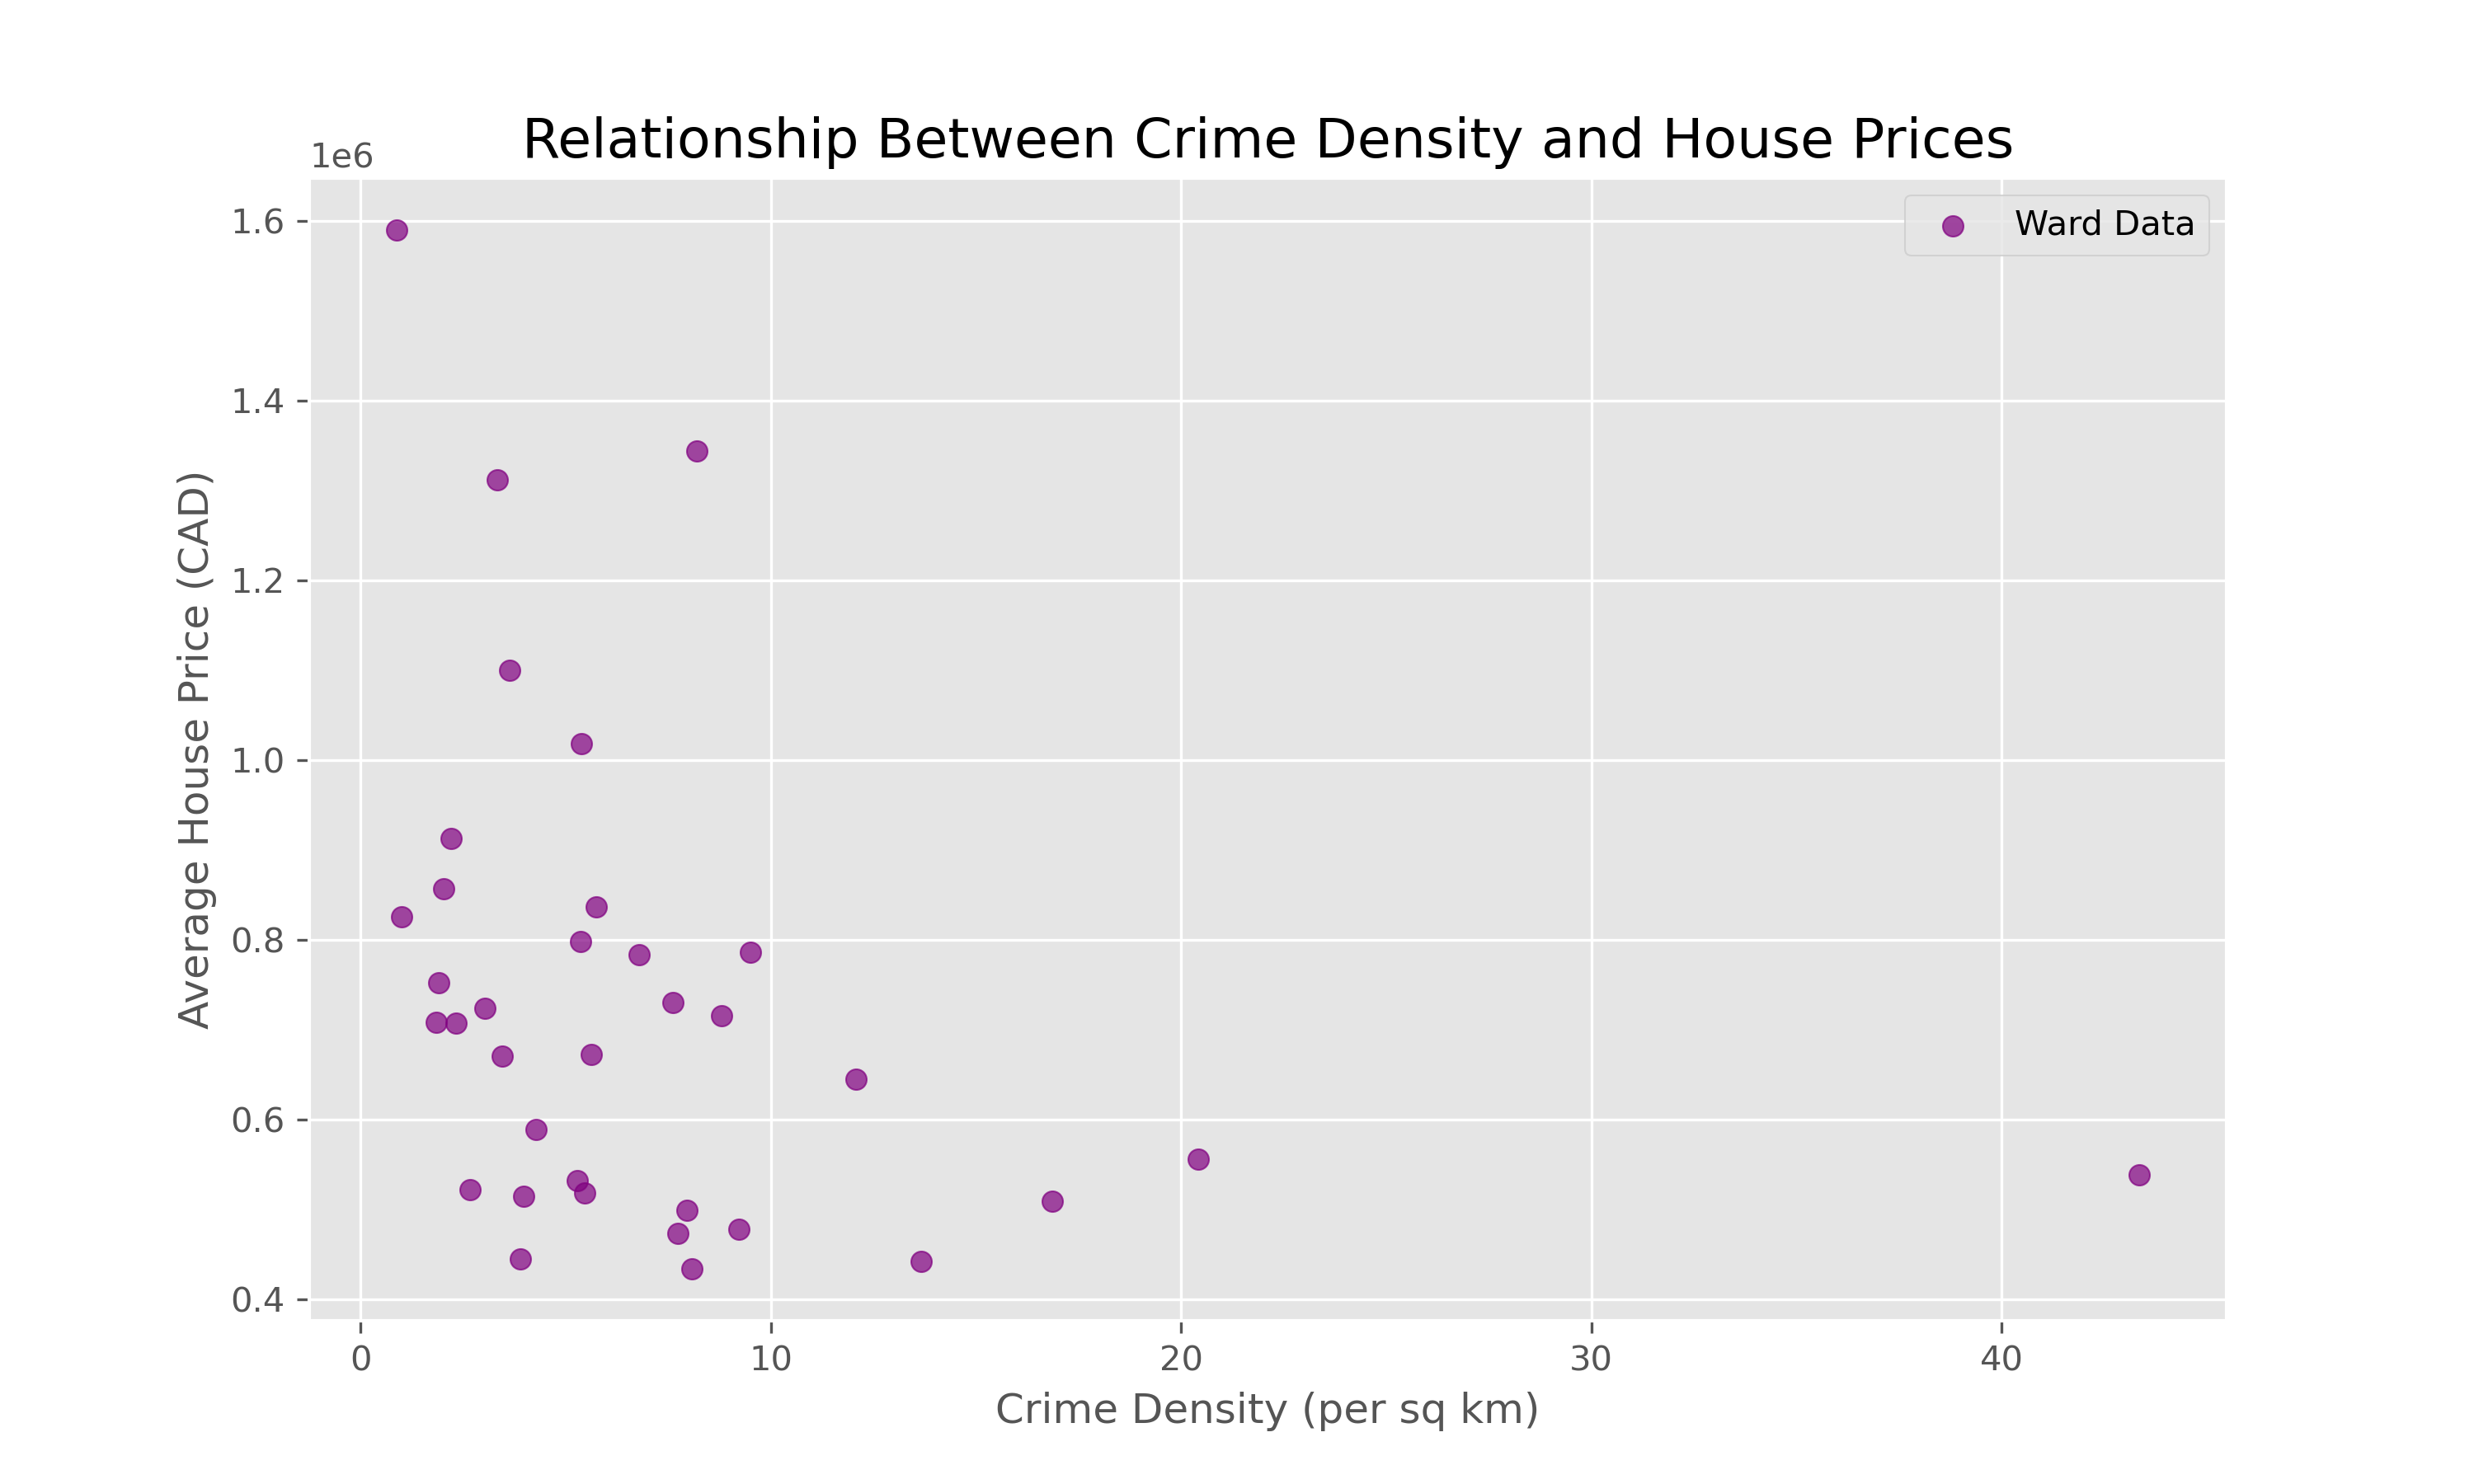 Relationship Between Crime Density and House Prices
1e6
Ward Data
1.6
1.4
1.2
1.0
0.8
0.6
0.4
Average House Price (CAD)
0 10 20 30 40
Crime Density (per sq km)